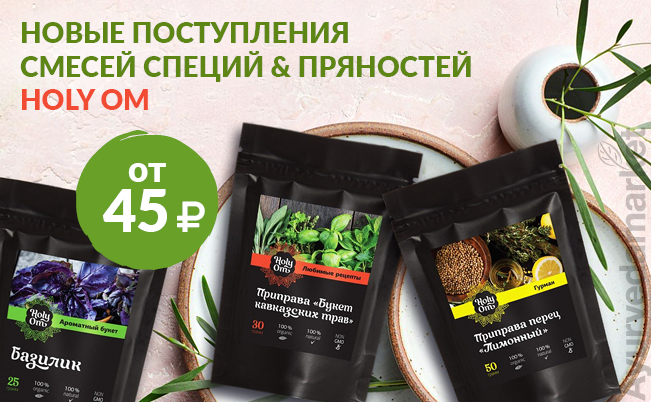 НОВЫЕ ПОСТУПЛЕНИЯ
СМЕСЕЙ СПЕЦИЙ & ПРЯНОСТЕЙ
HOLY OM
ОТ
45 ₽
Holy
Om
Ароматный букет
базилик
25
100%
organic
100%
natural
NON
GMO
Holy
Om
Любимые рецепты
Приправа «Букет
кавказских трав»
30
100%
organic
100%
natural
NON
GMO
Holy
Om
Гурман
Приправа перец
«Лимонный»
50
100%
organic
100%
natural
NON
GMO
Ayurvedmarket